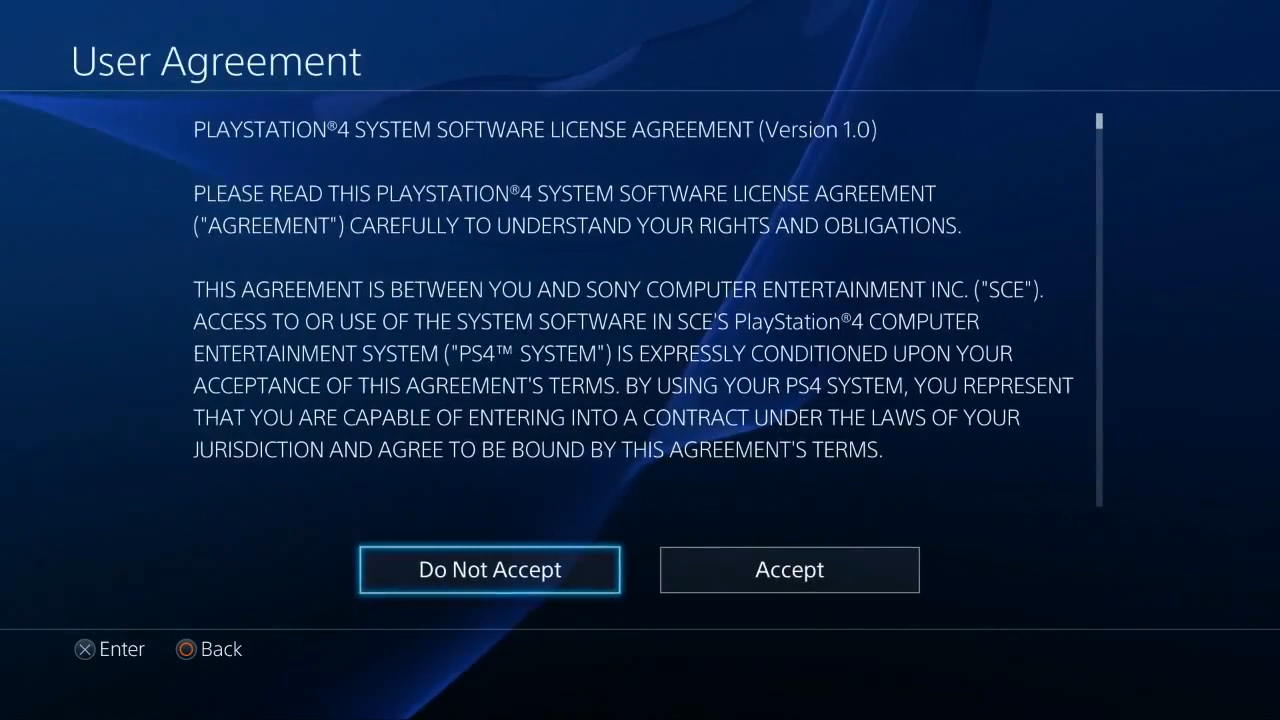 User Agreement
PLAYSTATION®4 SYSTEM SOFTWARE LICENSE AGREEMENT (Version 1.0)
PLEASE READ THIS PLAYSTATION®4 SYSTEM SOFTWARE LICENSE AGREEMENT
("AGREEMENT") CAREFULLY TO UNDERSTAND YOUR RIGHTS AND OBLIGATIONS.
THIS AGREEMENT IS BETWEEN YOU AND SONY COMPUTER ENTERTAINMENT INC. ("SCE").
ACCESS TO OR USE OF THE SYSTEM SOFTWARE IN SCE'S PlayStation®4 COMPUTER
ENTERTAINMENT SYSTEM ("PS4™ SYSTEM") IS EXPRESSLY CONDITIONED UPON YOUR
ACCEPTANCE OF THIS AGREEMENT'S TERMS. BY USING YOUR PS4 SYSTEM, YOU REPRESENT
THAT YOU ARE CAPABLE OF ENTERING INTO A CONTRACT UNDER THE LAWS OF YOUR
JURISDICTION AND AGREE TO BE BOUND BY THIS AGREEMENT'S TERMS.
Do Not Accept
Accept
Enter
Back